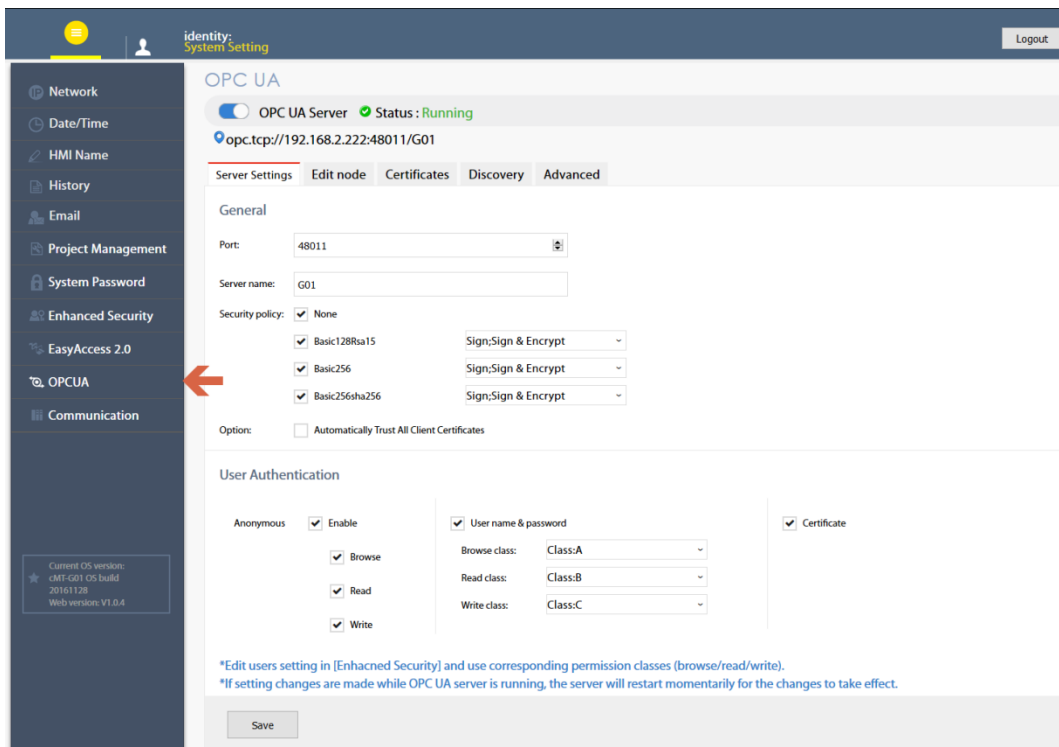 identity:
System Setting
Logout
Network
Date/Time
HMI Name
History
Email
Project Management
System Password
Enhanced Security
EasyAccess 2.0
OPCUA
Communication
Current OS version:
cMT-G01 OS build
20161128
Web version: V1.0.4
OPC UA
OPC UA Server Status : Running
opc.tcp://192.168.2.222:48011/G01
Server Settings Edit node Certificates Discovery Advanced
General
Port: 48011
Server name: G01
Security policy: None
Basic128Rsa15 Sign;Sign & Encrypt
Basic256 Sign;Sign & Encrypt
Basic256sha256 Sign;Sign & Encrypt
Option: Automatically Trust All Client Certificates
User Authentication
Anonymous Enable User name & password Certificate
Browse Browse class: Class:A
Read Read class: Class:B
Write Write class: Class:C
*Edit users setting in [Enhacned Security] and use corresponding permission classes (browse/read/write).
*If setting changes are made while OPC UA server is running, the server will restart momentarily for the changes to take effect.
Save